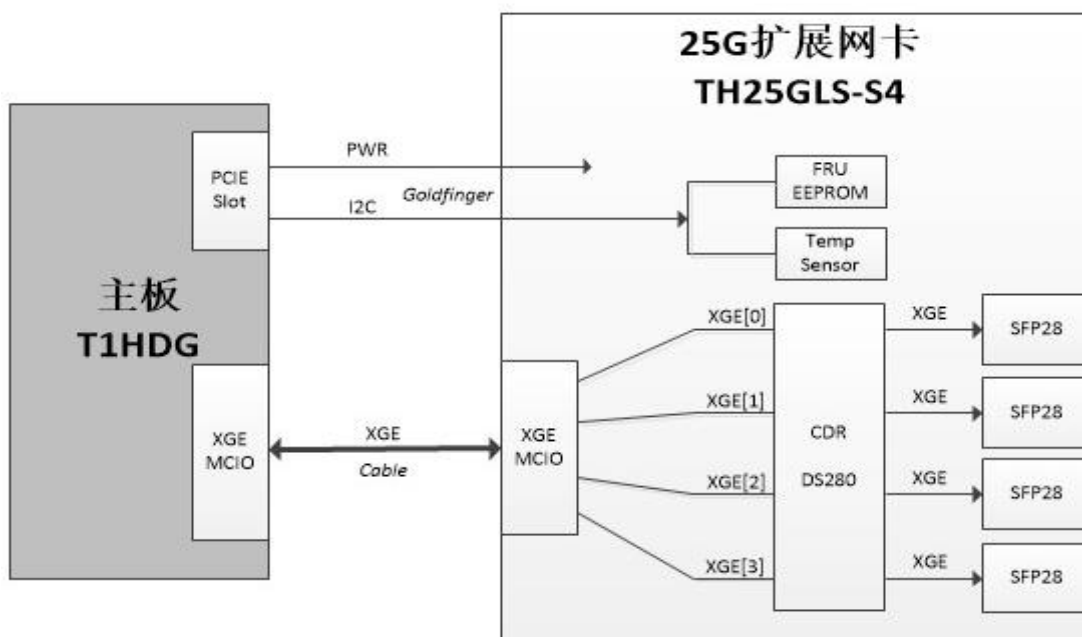 25G扩展网卡
TH25GLS-S4
PWR
PCIE
Slot
Goldfinger
I2C
FRU
EEPROM
Temp
Sensor
主板
T1HDG
XGE[0]
XGE
SFP28
XGE[1]
XGE
SFP28
XGE
MCIO
XGE
Cable
XGE
MCIO
CDR
DS280
XGE[2]
XGE
SFP28
XGE[3]
XGE
SFP28